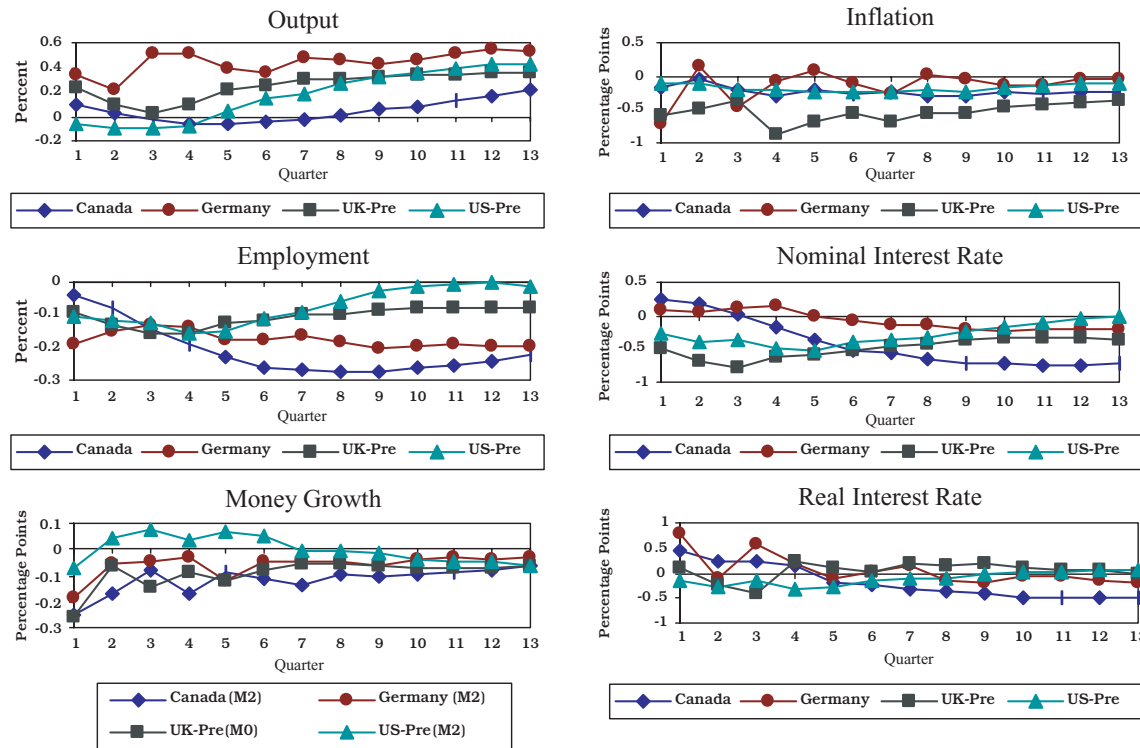 Output
Percent
0.6
0.4
0.2
0
-0.2
1 2 3 4 5 6 7 8 9 10 11 12 13
Quarter
Canada Germany UK-Pre US-Pre
Inflation
Percentage Points
0.5
0
-0.5
-1
1 2 3 4 5 6 7 8 9 10 11 12 13
Quarter
Canada Germany UK-Pre US-Pre
Employment
Percent
0
-0.1
-0.2
-0.3
1 2 3 4 5 6 7 8 9 10 11 12 13
Quarter
Canada Germany UK-Pre US-Pre
Nominal Interest Rate
Percentage Points
0.5
0
-0.5
-1
1 2 3 4 5 6 7 8 9 10 11 12 13
Quarter
Canada Germany UK-Pre US-Pre
Money Growth
Percentage Points
0.1
0
-0.1
-0.2
-0.3
1 2 3 4 5 6 7 8 9 10 11 12 13
Quarter
Canada (M2) Germany (M2)
UK-Pre(M0) US-Pre(M2)
Real Interest Rate
Percentage Points
1
0.5
0
-0.5
-1
1 2 3 4 5 6 7 8 9 10 11 12 13
Quarter
Canada Germany UK-Pre US-Pre